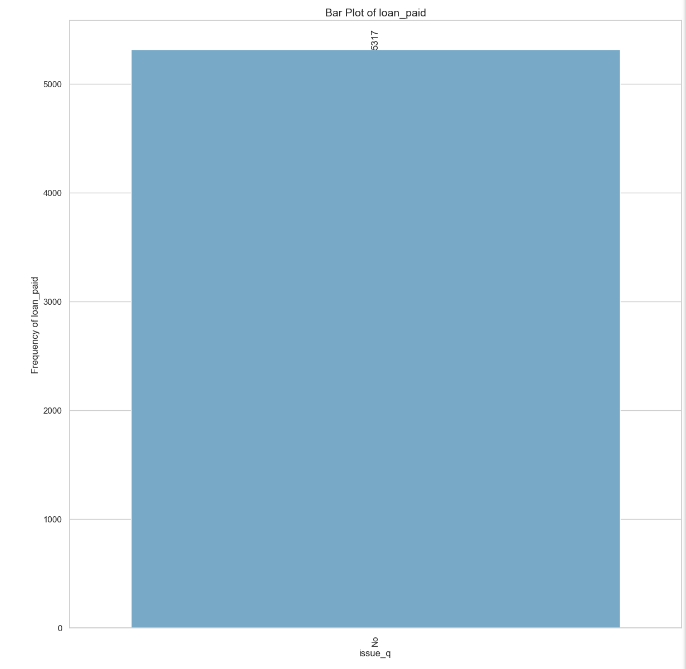 Bar Plot of loan_paid
5317
5000
4000
3000
2000
1000
0
Frequency of loan_paid
No
issue_q